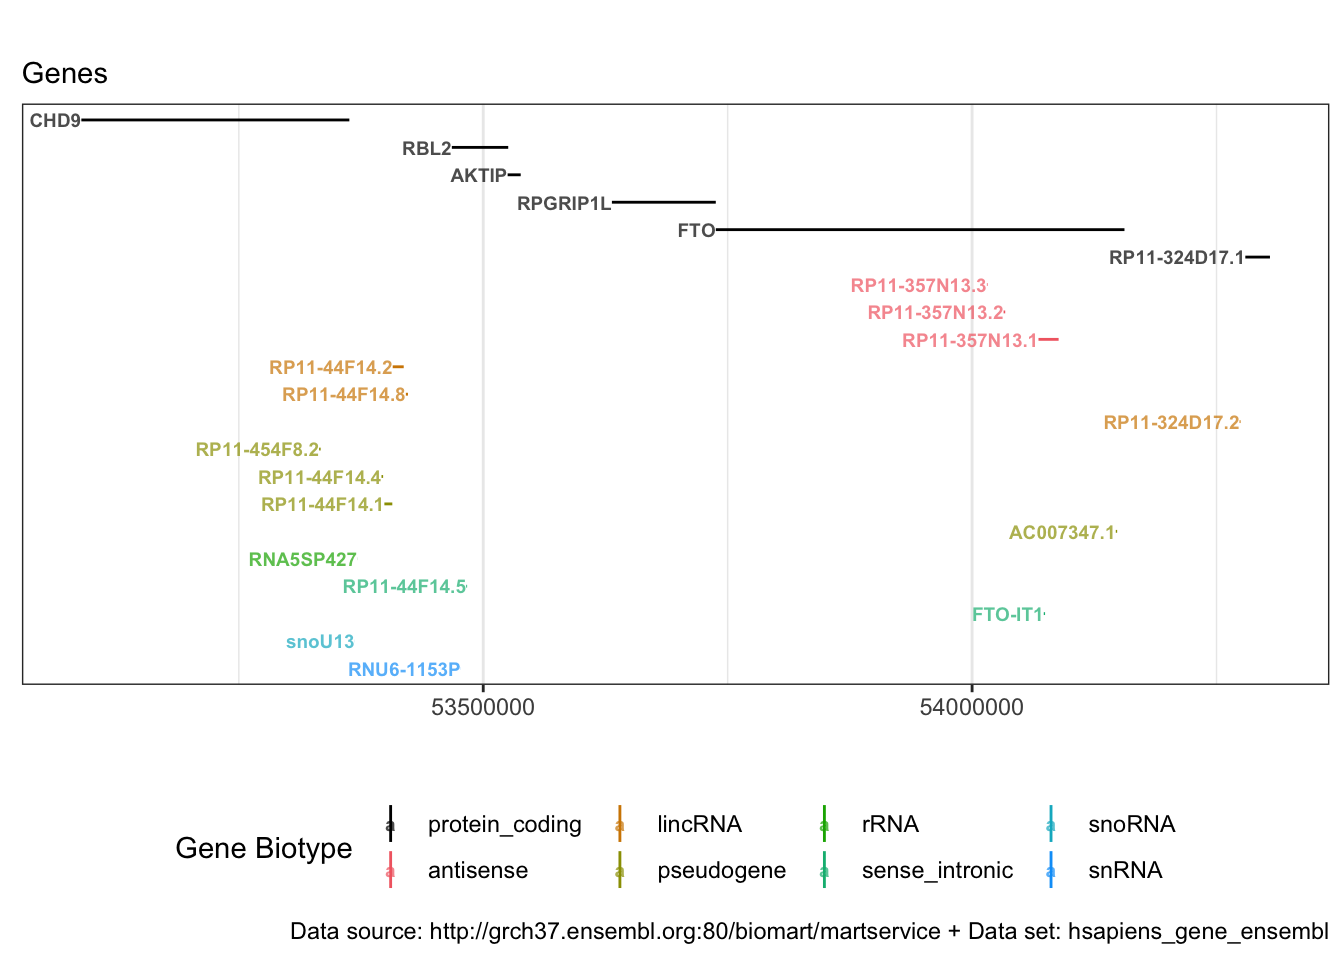 Genes
CHD9
RBL2
AKTIP
RPGRIP1L
FTO
RP11-324D17.1
RP11-357N13.3
RP11-357N13.2
RP11-357N13.1
RP11-44F14.2
RP11-44F14.8
RP11-324D17.2
RP11-454F8.2
RP11-44F14.4
RP11-44F14.1
AC007347.1
RNA5SP427
RP11-44F14.5
FTO-IT1
snoU13
RNU6-1153P
53500000 54000000
Gene Biotype
a protein_coding a lincRNA a rRNA a snoRNA
a antisense a pseudogene a sense_intronic a snRNA
Data source: http://grch37.ensembl.org:80/biomart/martservice + Data set: hsapiens_gene_ensembl